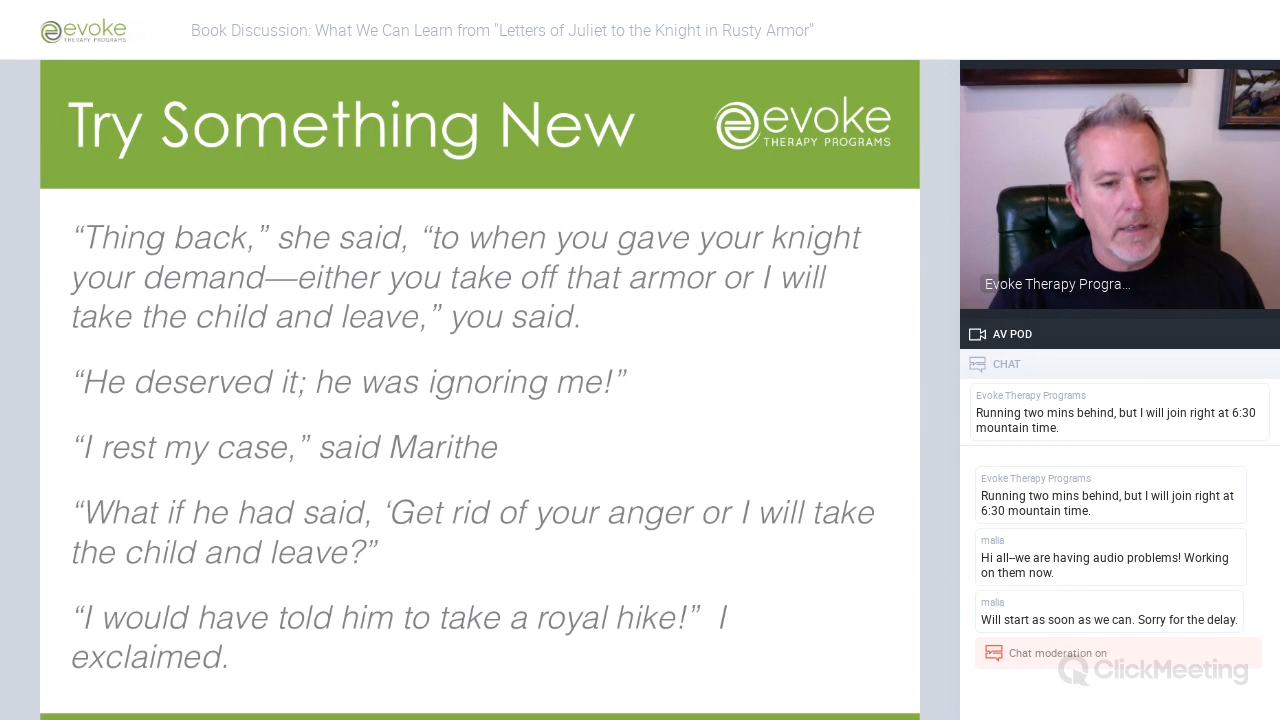 evoke
THERAPY PROGRAMS
Book Discussion: What We Can Learn from "Letters of Juliet to the Knight in Rusty Armor"
Try Something New
evoke
THERAPY PROGRAMS
“Thing back,” she said, “to when you gave your knight
your demand—either you take off that armor or I will
take the child and leave,” you said.
“He deserved it; he was ignoring me!”
“I rest my case,” said Marithe
“What if he had said, ‘Get rid of your anger or I will take
the child and leave?”
“I would have told him to take a royal hike!”  I
exclaimed.
Evoke Therapy Progra...
AV POD
CHAT
Evoke Therapy Programs
Running two mins behind, but I will join right at 6:30
mountain time.
Evoke Therapy Programs
Running two mins behind, but I will join right at
6:30 mountain time.
malia
Hi all--we are having audio problems! Working
on them now.
malia
Will start as soon as we can. Sorry for the delay.
Chat moderation on
ClickMeeting